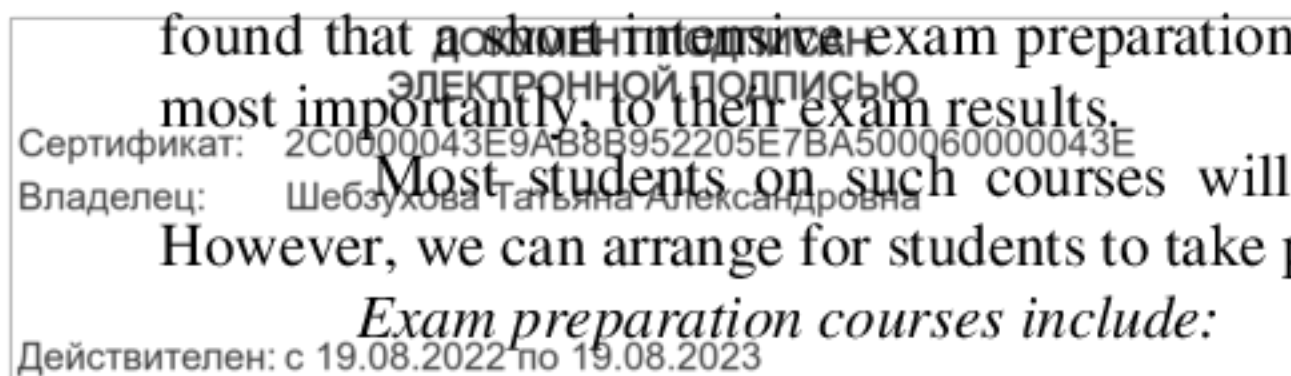 found that a short intensive exam preparation
ДОКУМЕНТ ПОДПИСАН
ЭЛЕКТРОННОЙ ПОДПИСЬЮ
most importantly, to their exam results.
Сертификат: 2C0000043E9AB8B952205E7BA500060000043E
Most students on such courses will
Владелец: Шебзухова Татьяна Александровна
However, we can arrange for students to take
Exam preparation courses include:
Действителен: с 19.08.2022 по 19.08.2023